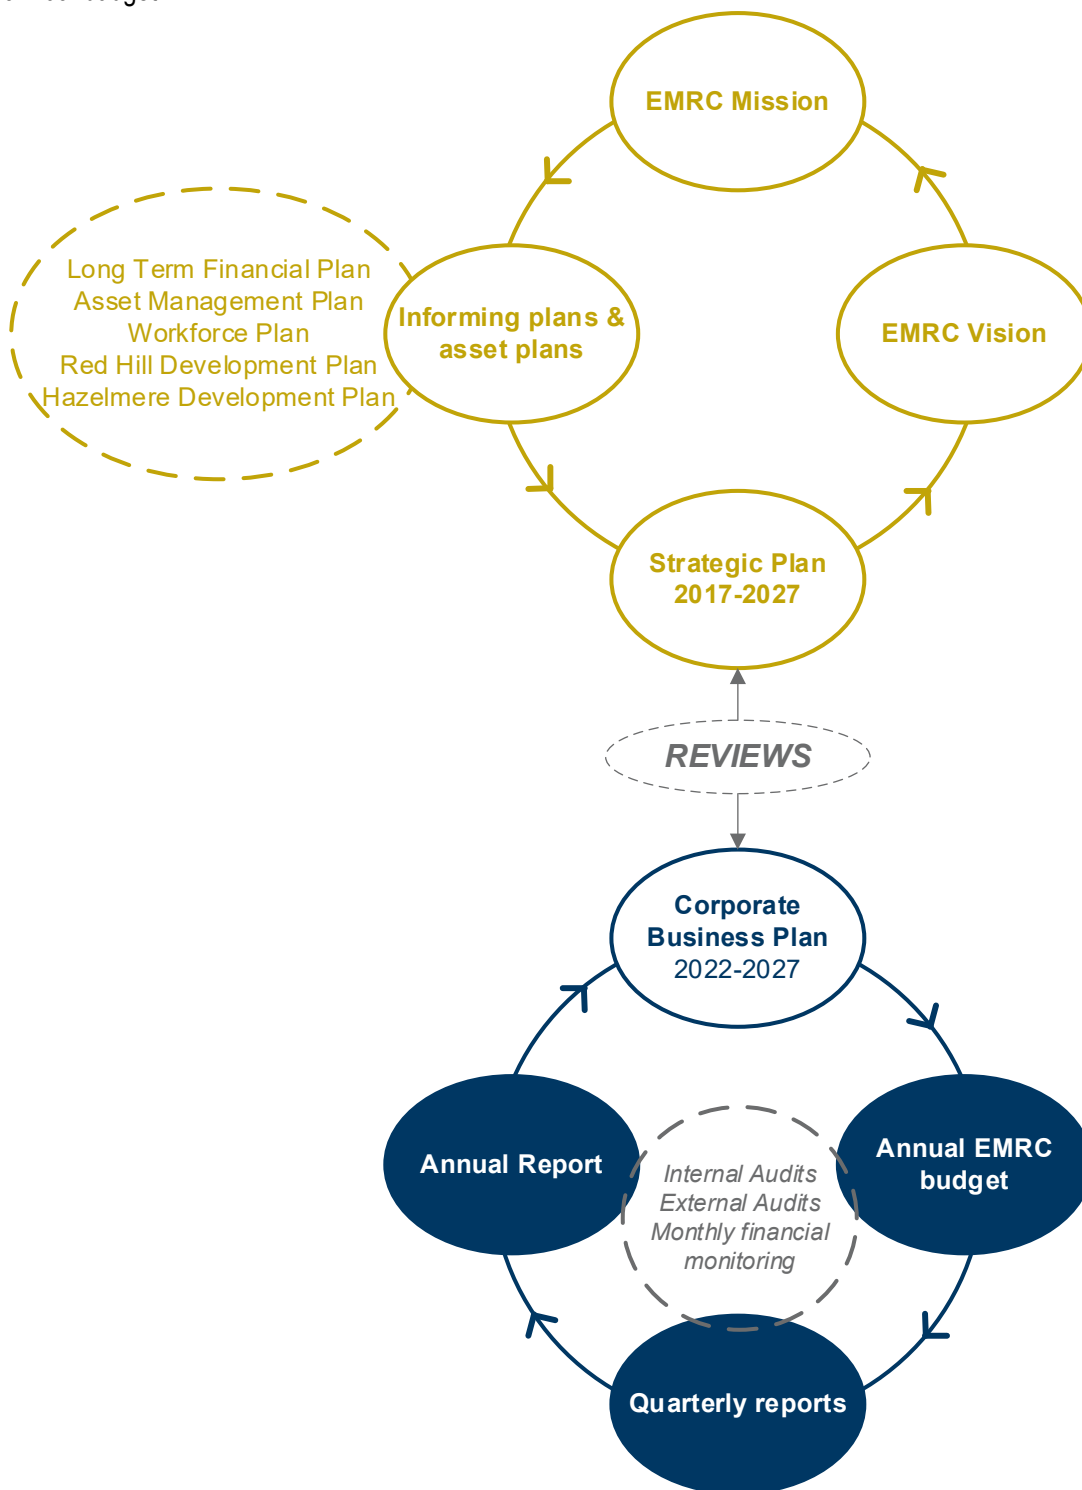 EMRC Mission
Long Term Financial Plan
Asset Management Plan
Workforce Plan
Red Hill Development Plan
Hazelmere Development Plan
Informing plans &
asset plans
EMRC Vision
Strategic Plan
2017-2027
REVIEWS
Corporate
Business Plan
2022-2027
Annual Report
Internal Audits
External Audits
Monthly financial
monitoring
Annual EMRC
budget
Quarterly reports